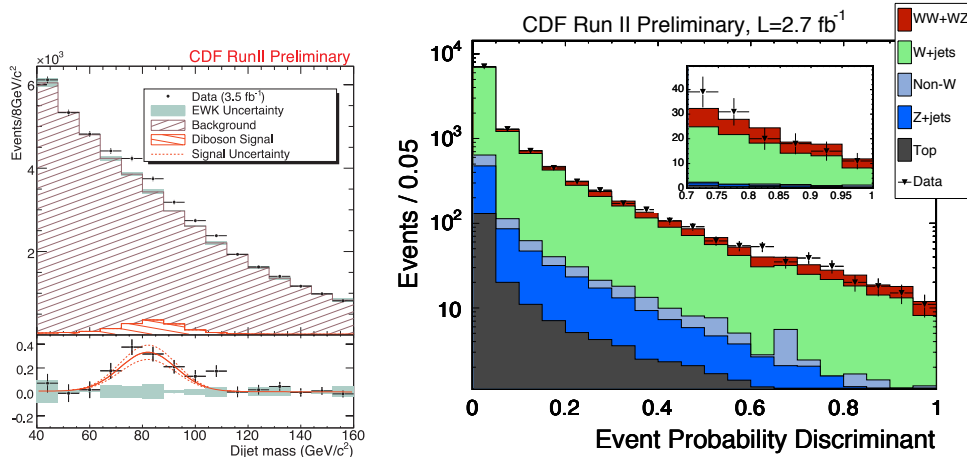 CDF RunII Preliminary
×10³
6
4
2
Events/8GeV/c²
Data (3.5 fb⁻¹)
EWK Uncertainty
Background
Diboson Signal
Signal Uncertainty
0.4
0.2
0.0
-0.2
40 60 80 100 120 140 160
Dijet mass (GeV/c²)
CDF Run II Preliminary, L=2.7 fb⁻¹
10⁴
10³
10²
10
Events / 0.05
50
40
30
20
10
0
0.7 0.75 0.8 0.85 0.9 0.95 1
0 0.2 0.4 0.6 0.8 1
Event Probability Discriminant
WW+WZ
W+jets
Non-W
Z+jets
Top
Data